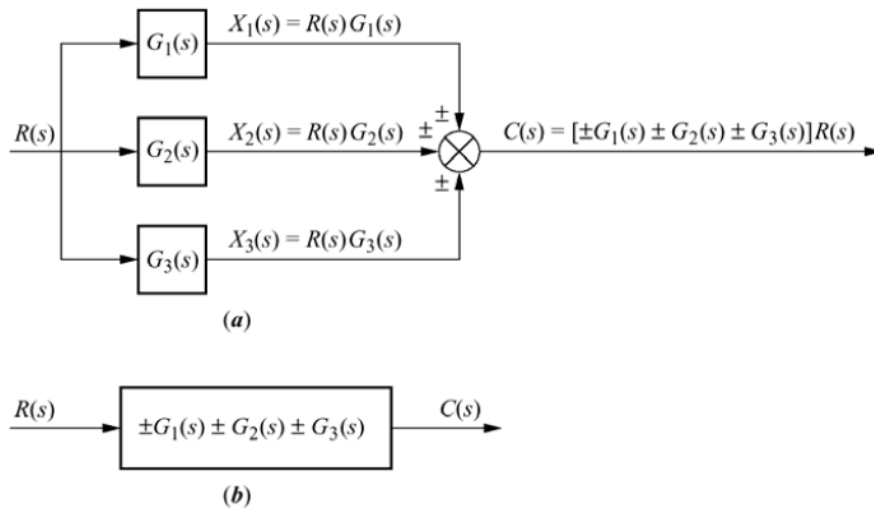 G₁(s) X₁(s) = R(s)G₁(s)
±
R(s) G₂(s) X₂(s) = R(s)G₂(s) ± C(s) = [±G₁(s) ± G₂(s) ± G₃(s)]R(s)
±
G₃(s) X₃(s) = R(s)G₃(s)
(a)
R(s) ±G₁(s) ± G₂(s) ± G₃(s) C(s)
(b)